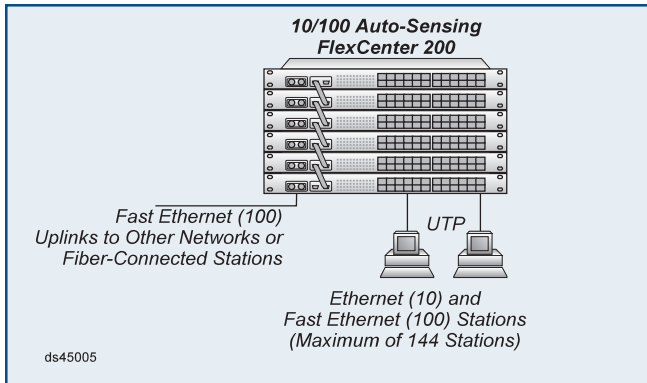 10/100 Auto-Sensing
FlexCenter 200
Fast Ethernet (100)
Uplinks to Other Networks or
Fiber-Connected Stations
UTP
Ethernet (10) and
Fast Ethernet (100) Stations
(Maximum of 144 Stations)
ds45005